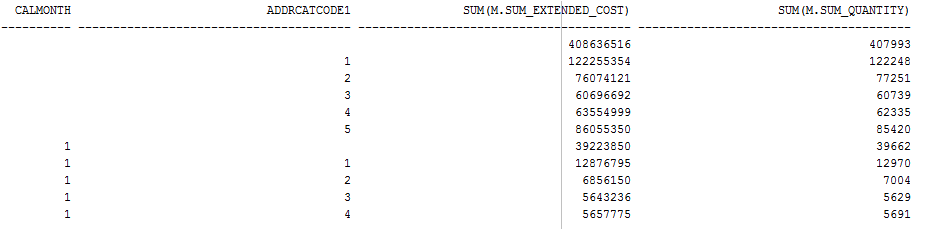 CALMONTH ADDRCATCODE1 SUM(M.SUM_EXTENDED_COST) SUM(M.SUM_QUANTITY)
---------- ---------------------------------------- ---------------------------------------- ----------------------------------------
408636516 407993
1 122255354 122248
2 76074121 77251
3 60696692 60739
4 63554999 62335
5 86055350 85420
1 39223850 39662
1 1 12876795 12970
1 2 6856150 7004
1 3 5643236 5629
1 4 5657775 5691